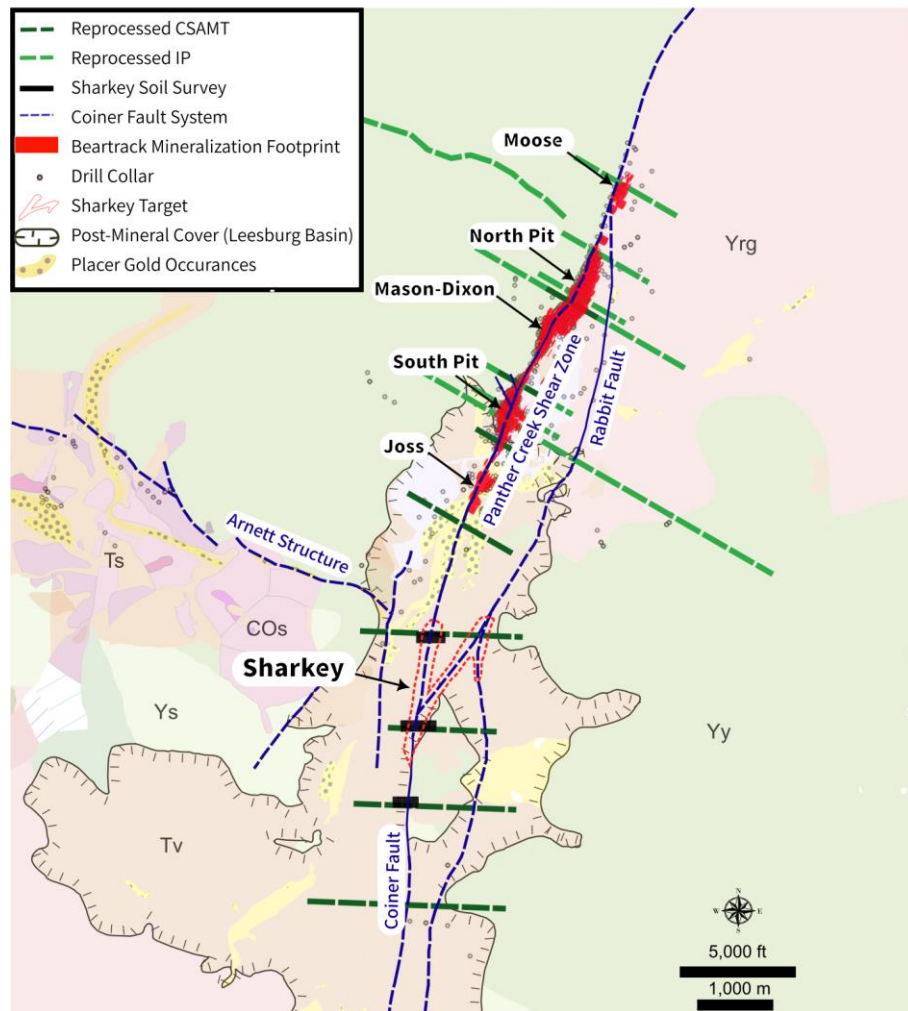 Reprocessed CSAMT
Reprocessed IP
Sharkey Soil Survey
Coiner Fault System
Beartrack Mineralization Footprint
Drill Collar
Sharkey Target
Post-Mineral Cover (Leesburg Basin)
Placer Gold Occurances
Moose
North Pit
Yrg
Mason-Dixon
South Pit
Panther Creek Shear Zone
Rabbit Fault
Joss
Arnett Structure
Ts
COs
Sharkey
Ys
Yy
Tv
Coiner Fault
N
W E
S
5,000 ft
1,000 m